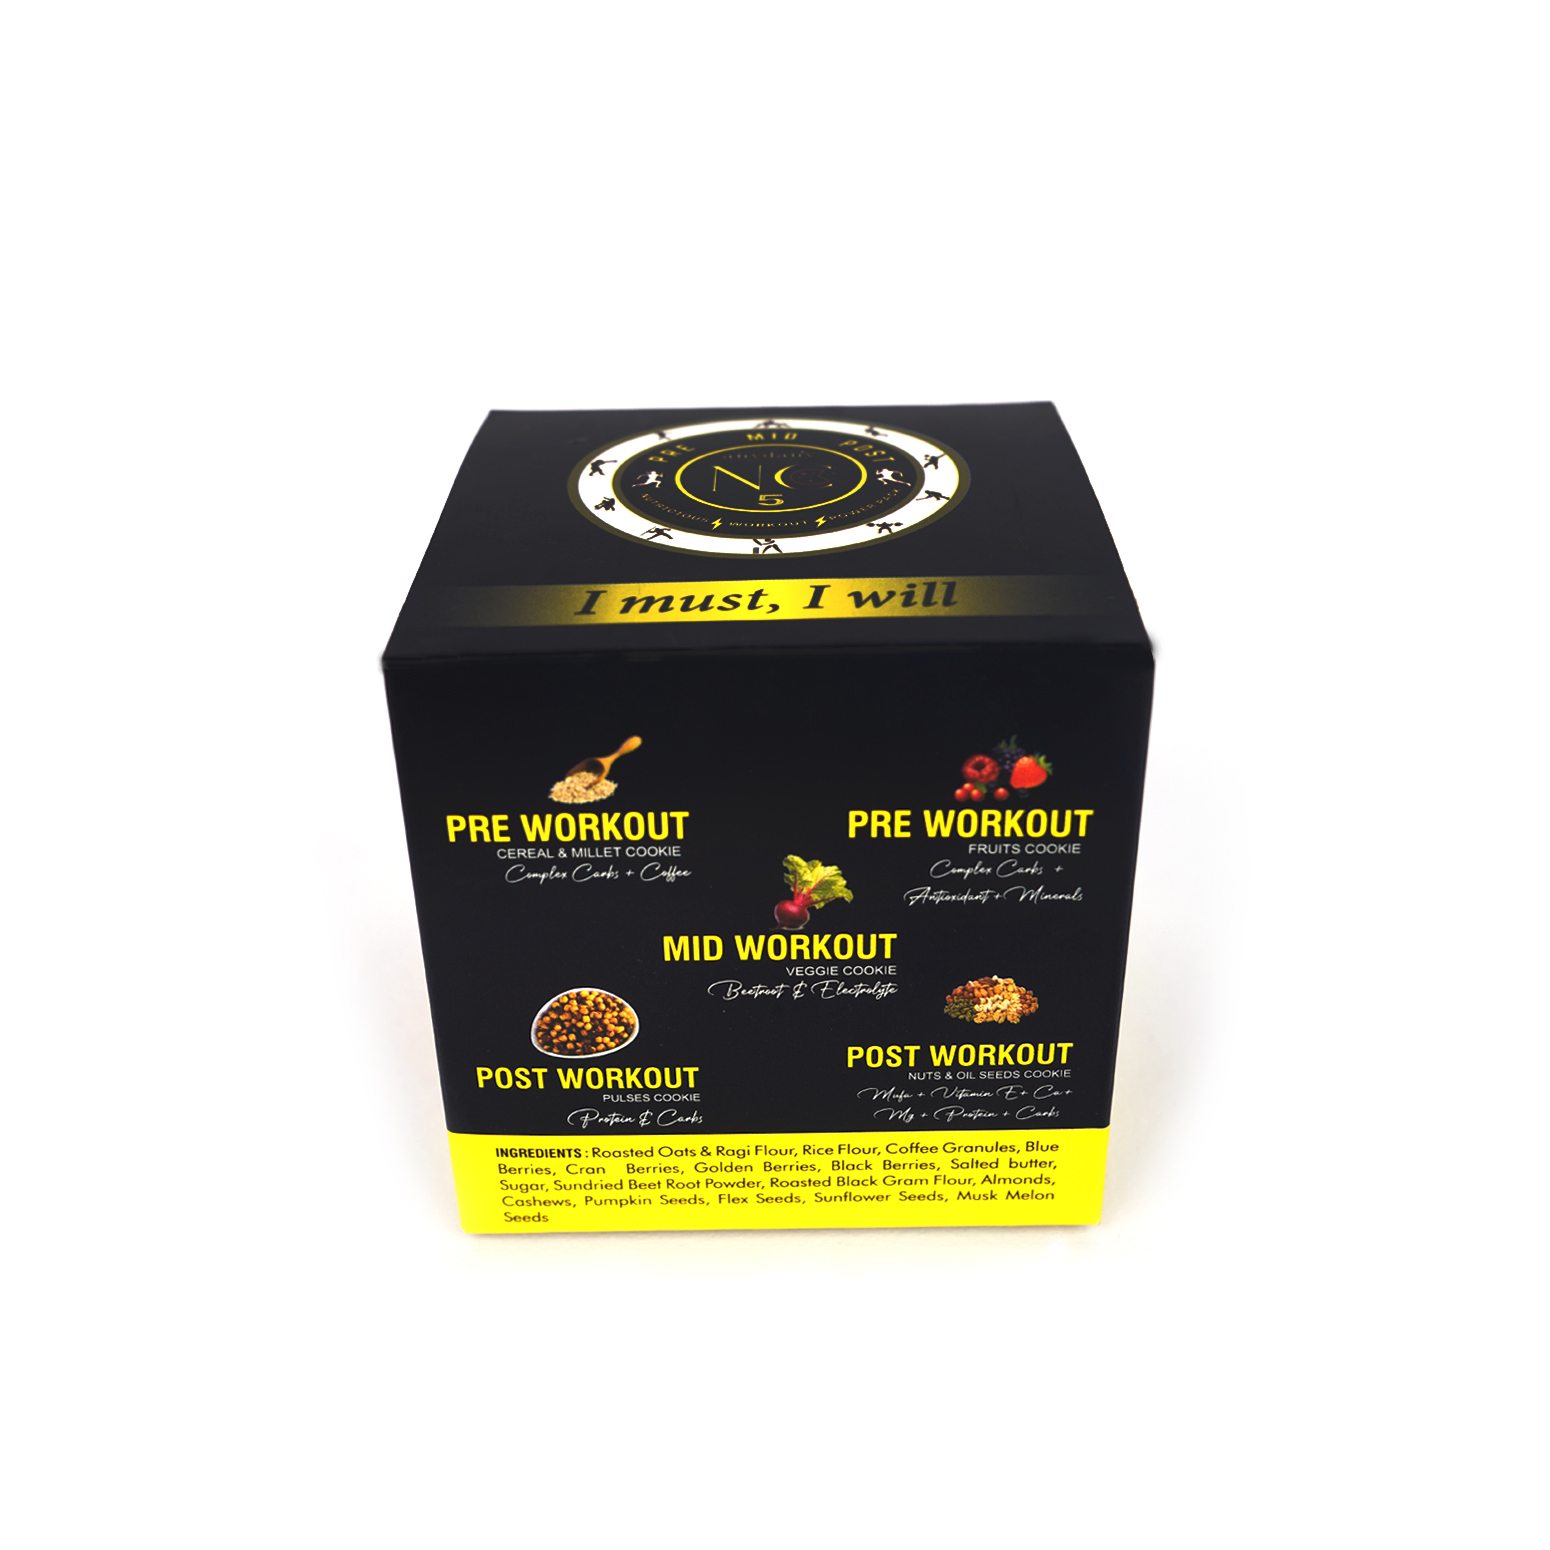 PRE MID POST
NC
5
NUTRICIOUS WORKOUT POWER PACK
I must, I will
PRE WORKOUT
CEREAL & MILLET COOKIE
Complex Carbs + Coffee
PRE WORKOUT
FRUITS COOKIE
Complex Carbs +
Antioxidant + Minerals
MID WORKOUT
VEGGIE COOKIE
Beetroot & Electrolyte
POST WORKOUT
PULSES COOKIE
Protein & Carbs
POST WORKOUT
NUTS & OIL SEEDS COOKIE
Mufa + Vitamin E + Ca +
Mg + Protein + Carbs
INGREDIENTS : Roasted Oats & Ragi Flour, Rice Flour, Coffee Granules, Blue
Berries, Cran Berries, Golden Berries, Black Berries, Salted butter,
Sugar, Sundried Beet Root Powder, Roasted Black Gram Flour, Almonds,
Cashews, Pumpkin Seeds, Flex Seeds, Sunflower Seeds, Musk Melon
Seeds